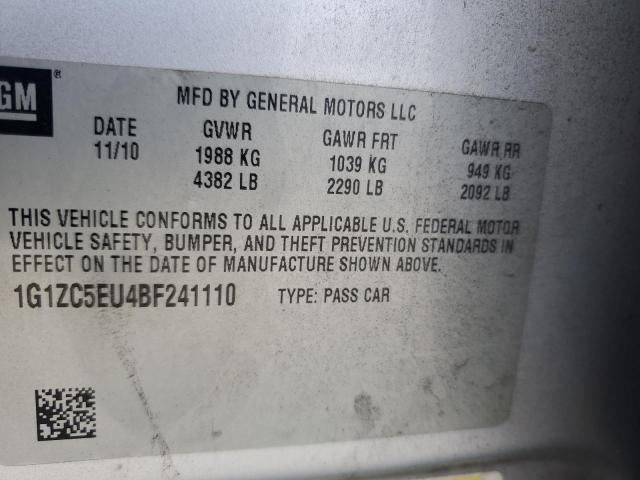 GM ®
MFD BY GENERAL MOTORS LLC
DATE GVWR GAWR FRT GAWR RR
11/10 1988 KG 1039 KG 949 KG
4382 LB 2290 LB 2092 LB
THIS VEHICLE CONFORMS TO ALL APPLICABLE U.S. FEDERAL MOTOR
VEHICLE SAFETY, BUMPER, AND THEFT PREVENTION STANDARDS IN
EFFECT ON THE DATE OF MANUFACTURE SHOWN ABOVE.
1G1ZC5EU4BF241110 TYPE: PASS CAR